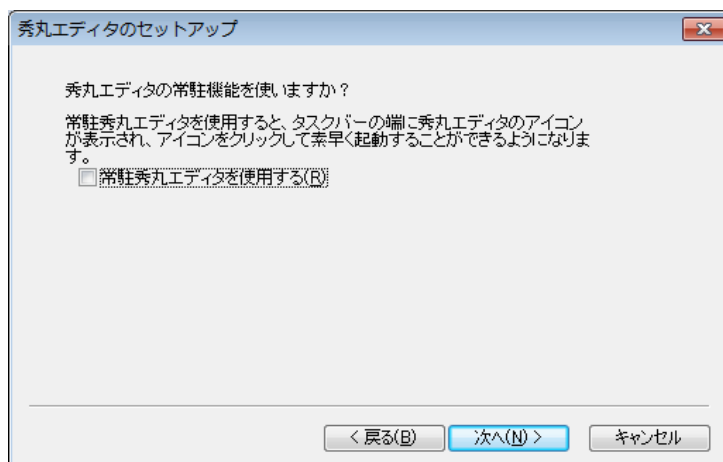 秀丸エディタのセットアップ
秀丸エディタの常駐機能を使いますか？
常駐秀丸エディタを使用すると、タスクバーの端に秀丸エディタのアイコン
が表示され、アイコンをクリックして素早く起動することができるようになりま
す。
常駐秀丸エディタを使用する(R)
< 戻る(B)
次へ(N) >
キャンセル